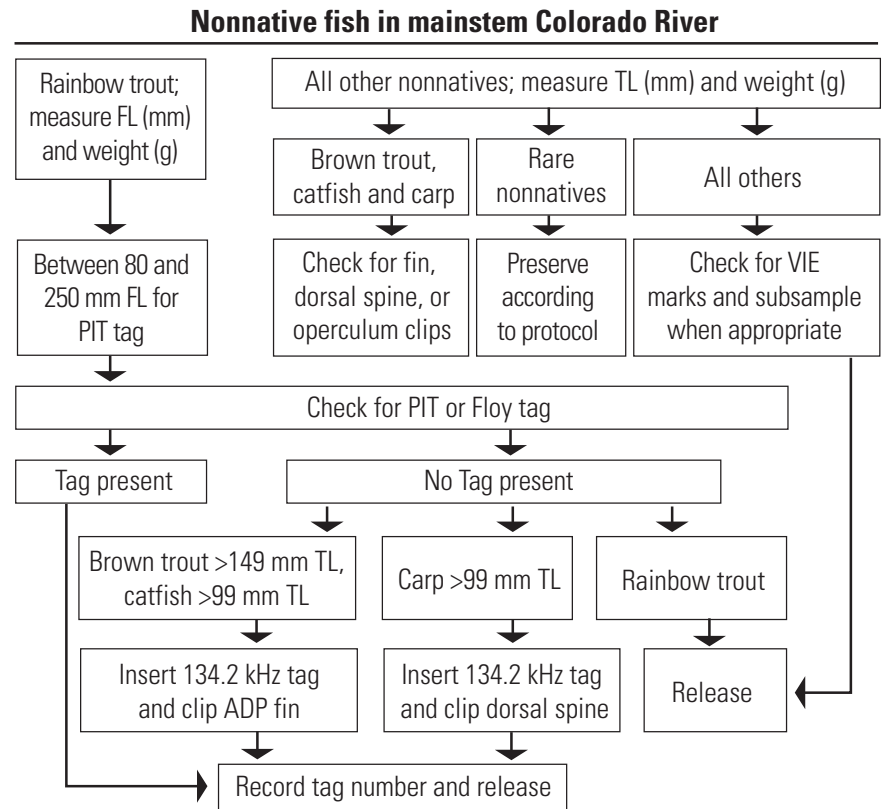 Nonnative fish in mainstem Colorado River
Rainbow trout;
measure FL (mm)
and weight (g)
All other nonnatives; measure TL (mm) and weight (g)
Brown trout,
catfish and carp
Rare
nonnatives
All others
Between 80 and
250 mm FL for
PIT tag
Check for fin,
dorsal spine, or
operculum clips
Preserve
according
to protocol
Check for VIE
marks and subsample
when appropriate
Check for PIT or Floy tag
Tag present
No Tag present
Brown trout >149 mm TL,
catfish >99 mm TL
Carp >99 mm TL
Rainbow trout
Insert 134.2 kHz tag
and clip ADP fin
Insert 134.2 kHz tag
and clip dorsal spine
Release
Record tag number and release